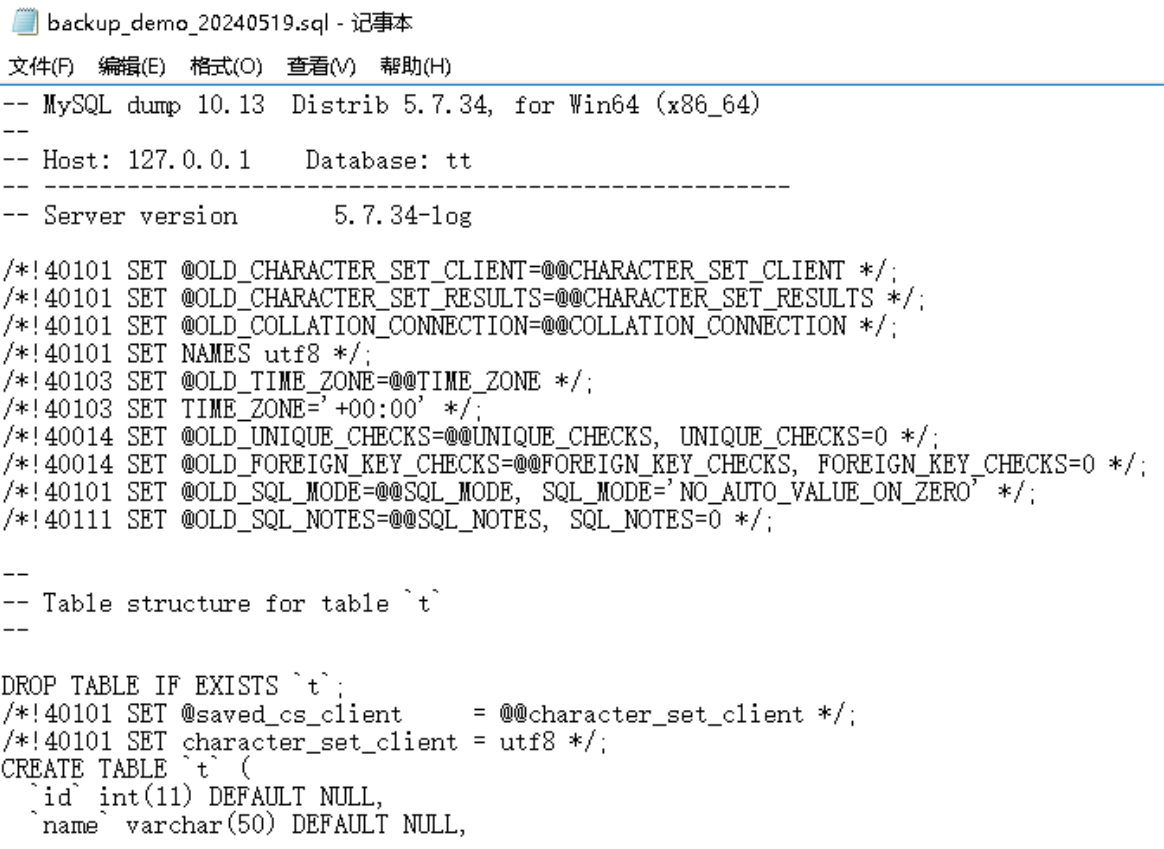 backup_demo_20240519.sql - 记事本
文件(F) 编辑(E) 格式(O) 查看(V) 帮助(H)
-- MySQL dump 10.13  Distrib 5.7.34, for Win64 (x86_64)
--
-- Host: 127.0.0.1    Database: tt
-- ------------------------------------------------------
-- Server version       5.7.34-log

/*!40101 SET @OLD_CHARACTER_SET_CLIENT=@@CHARACTER_SET_CLIENT */;
/*!40101 SET @OLD_CHARACTER_SET_RESULTS=@@CHARACTER_SET_RESULTS */;
/*!40101 SET @OLD_COLLATION_CONNECTION=@@COLLATION_CONNECTION */;
/*!40101 SET NAMES utf8 */;
/*!40103 SET @OLD_TIME_ZONE=@@TIME_ZONE */;
/*!40103 SET TIME_ZONE='+00:00' */;
/*!40014 SET @OLD_UNIQUE_CHECKS=@@UNIQUE_CHECKS, UNIQUE_CHECKS=0 */;
/*!40014 SET @OLD_FOREIGN_KEY_CHECKS=@@FOREIGN_KEY_CHECKS, FOREIGN_KEY_CHECKS=0 */;
/*!40101 SET @OLD_SQL_MODE=@@SQL_MODE, SQL_MODE='NO_AUTO_VALUE_ON_ZERO' */;
/*!40111 SET @OLD_SQL_NOTES=@@SQL_NOTES, SQL_NOTES=0 */;

--
-- Table structure for table `t`
--

DROP TABLE IF EXISTS `t`;
/*!40101 SET @saved_cs_client     = @@character_set_client */;
/*!40101 SET character_set_client = utf8 */;
CREATE TABLE `t` (
  `id` int(11) DEFAULT NULL,
  `name` varchar(50) DEFAULT NULL,